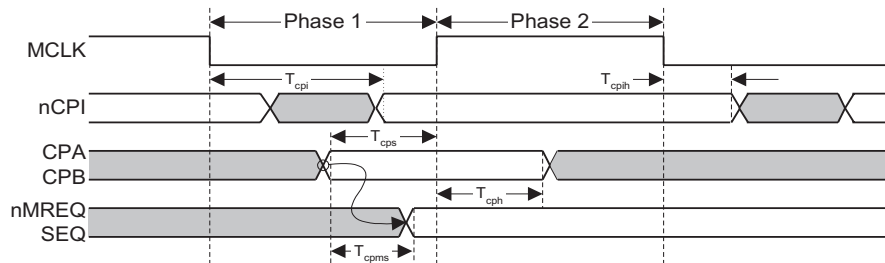 Phase 1 Phase 2
MCLK
Tcpi Tcpih
nCPI
Tcps
CPA
CPB
Tcph
nMREQ
SEQ
Tcpms